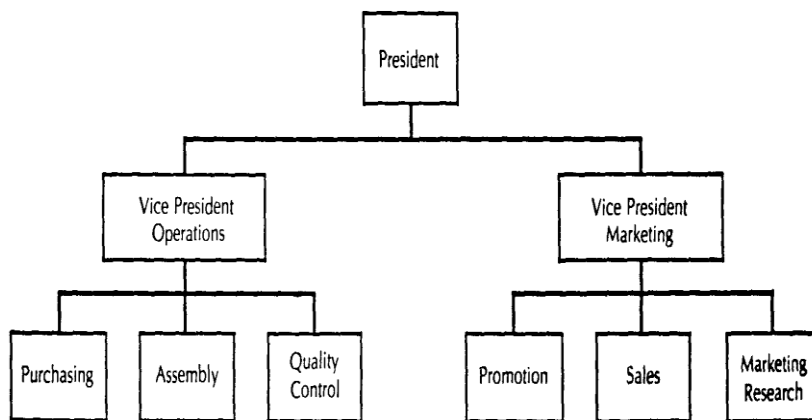 President
Vice President
Operations
Vice President
Marketing
Purchasing
Assembly
Quality
Control
Promotion
Sales
Marketing
Research